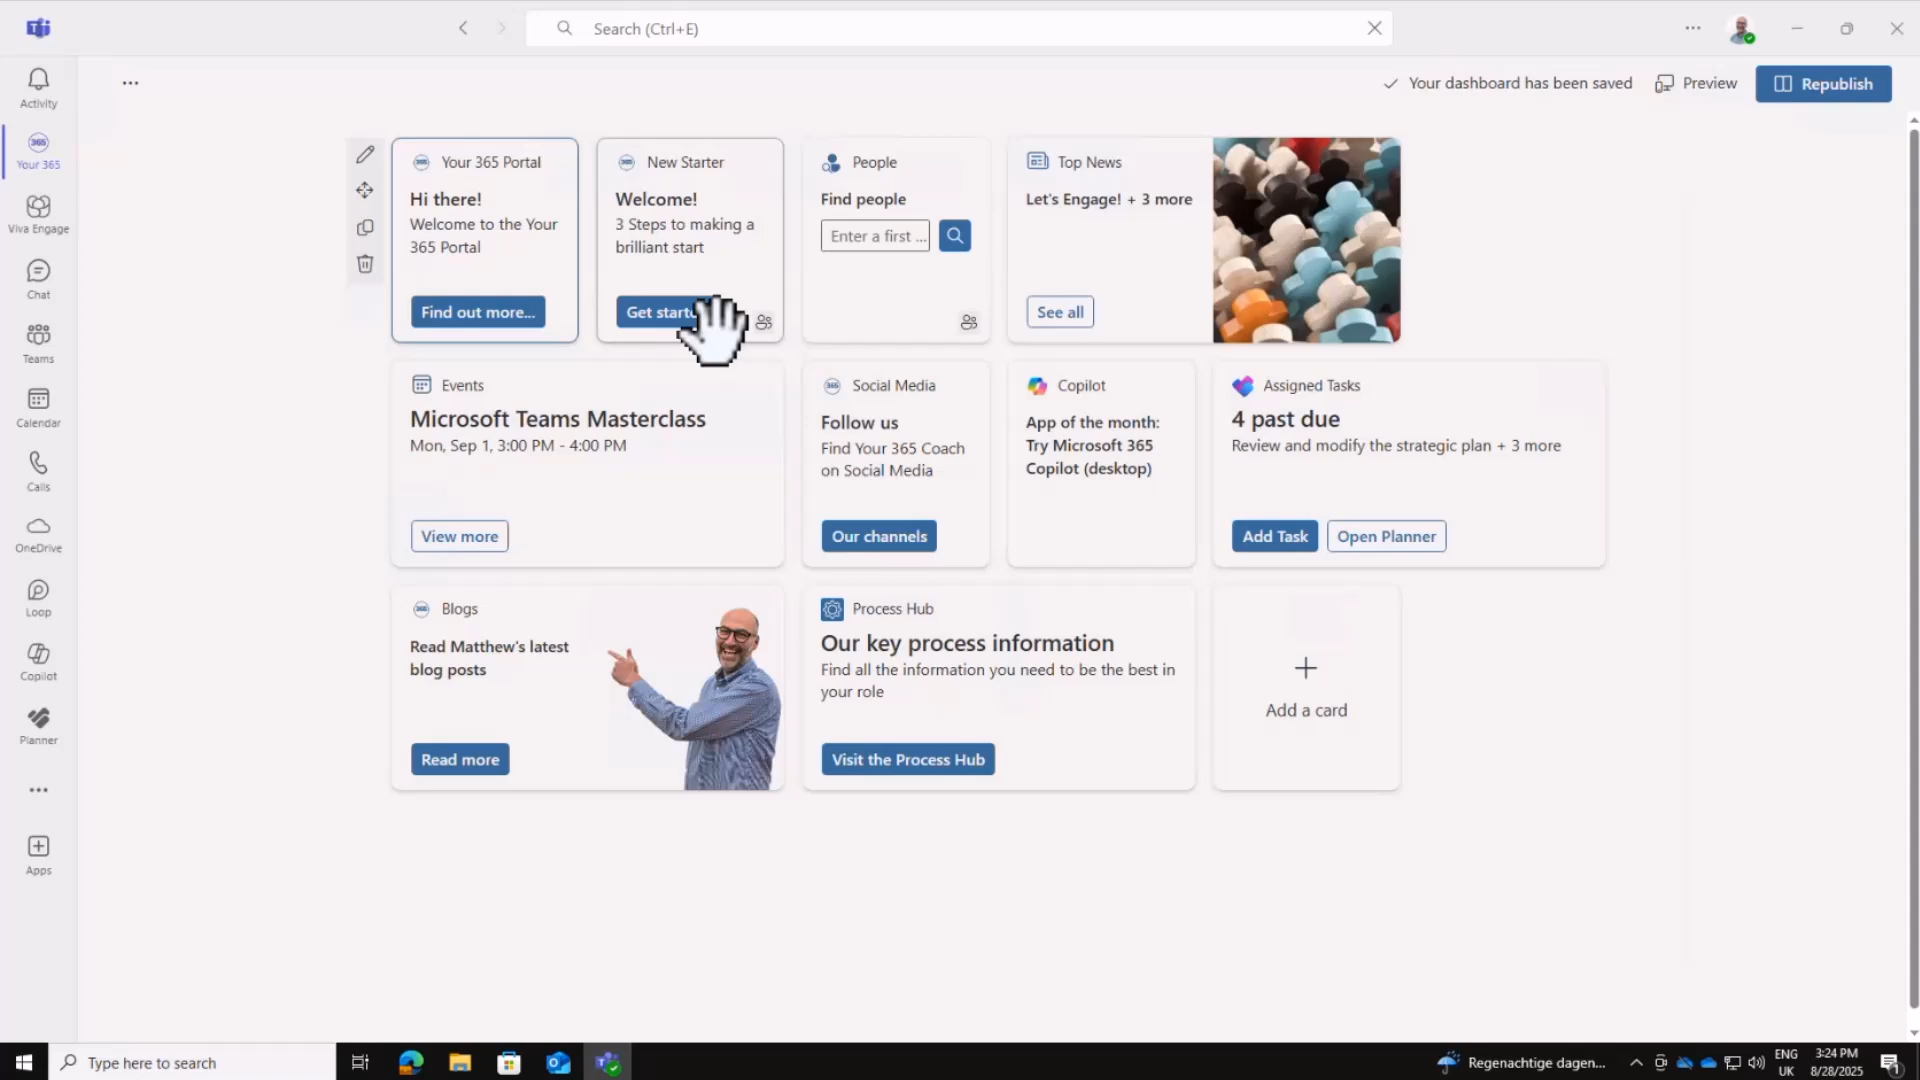 Search (Ctrl+E)
Activity
Your 365
Viva Engage
Chat
Teams
Calendar
Calls
OneDrive
Loop
Copilot
Planner
Apps
Your dashboard has been saved
Preview
Republish
Your 365 Portal
Hi there!
Welcome to the Your
365 Portal
Find out more...
New Starter
Welcome!
3 Steps to making a
brilliant start
Get
People
Find people
Enter a first ...
Top News
Let's Engage! + 3 more
See all
Events
Microsoft Teams Masterclass
Mon, Sep 1, 3:00 PM - 4:00 PM
View more
Social Media
Follow us
Find Your 365 Coach
on Social Media
Our channels
Copilot
App of the month:
Try Microsoft 365
Copilot (desktop)
Assigned Tasks
4 past due
Review and modify the strategic plan + 3 more
Add Task
Open Planner
Blogs
Read Matthew's latest
blog posts
Read more
Process Hub
Our key process information
Find all the information you need to be the best in
your role
Visit the Process Hub
Add a card
Type here to search
Regenachtige dagen...
ENG
UK
3:24 PM
8/28/2025
1